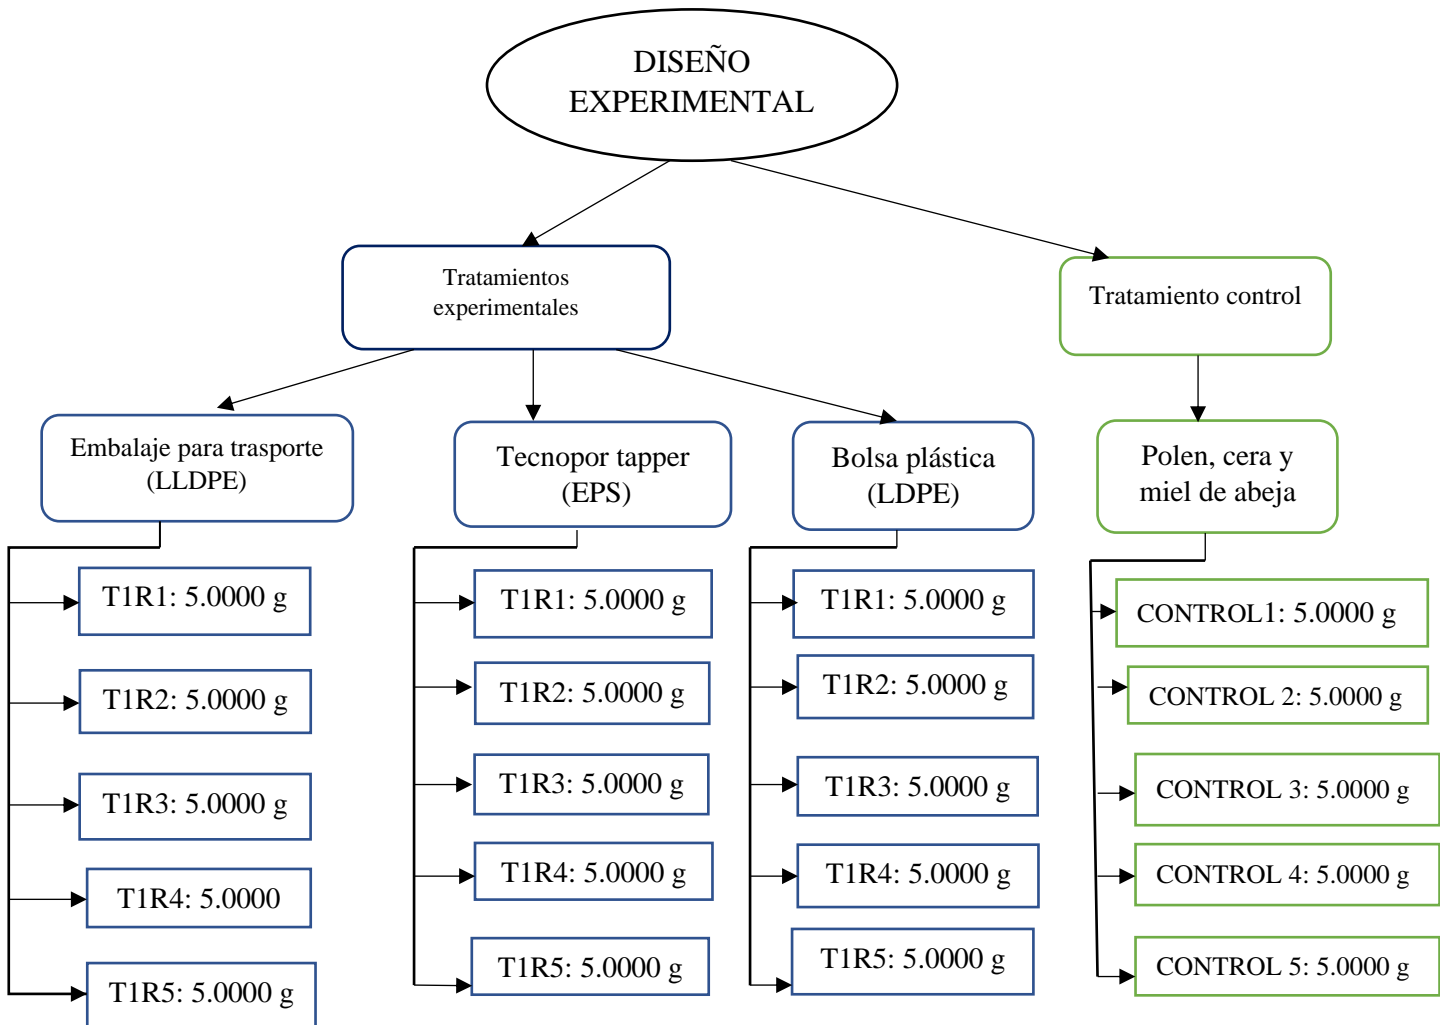 DISEÑO
EXPERIMENTAL
Tratamientos
experimentales
Tratamiento control
Embalaje para trasporte
(LLDPE)
Tecnopor tapper
(EPS)
Bolsa plástica
(LDPE)
Polen, cera y
miel de abeja
T1R1: 5.0000 g
T1R2: 5.0000 g
T1R3: 5.0000 g
T1R4: 5.0000
T1R5: 5.0000 g
T1R1: 5.0000 g
T1R2: 5.0000 g
T1R3: 5.0000 g
T1R4: 5.0000 g
T1R5: 5.0000 g
T1R1: 5.0000 g
T1R2: 5.0000 g
T1R3: 5.0000 g
T1R4: 5.0000 g
T1R5: 5.0000 g
CONTROL1: 5.0000 g
CONTROL 2: 5.0000 g
CONTROL 3: 5.0000 g
CONTROL 4: 5.0000 g
CONTROL 5: 5.0000 g